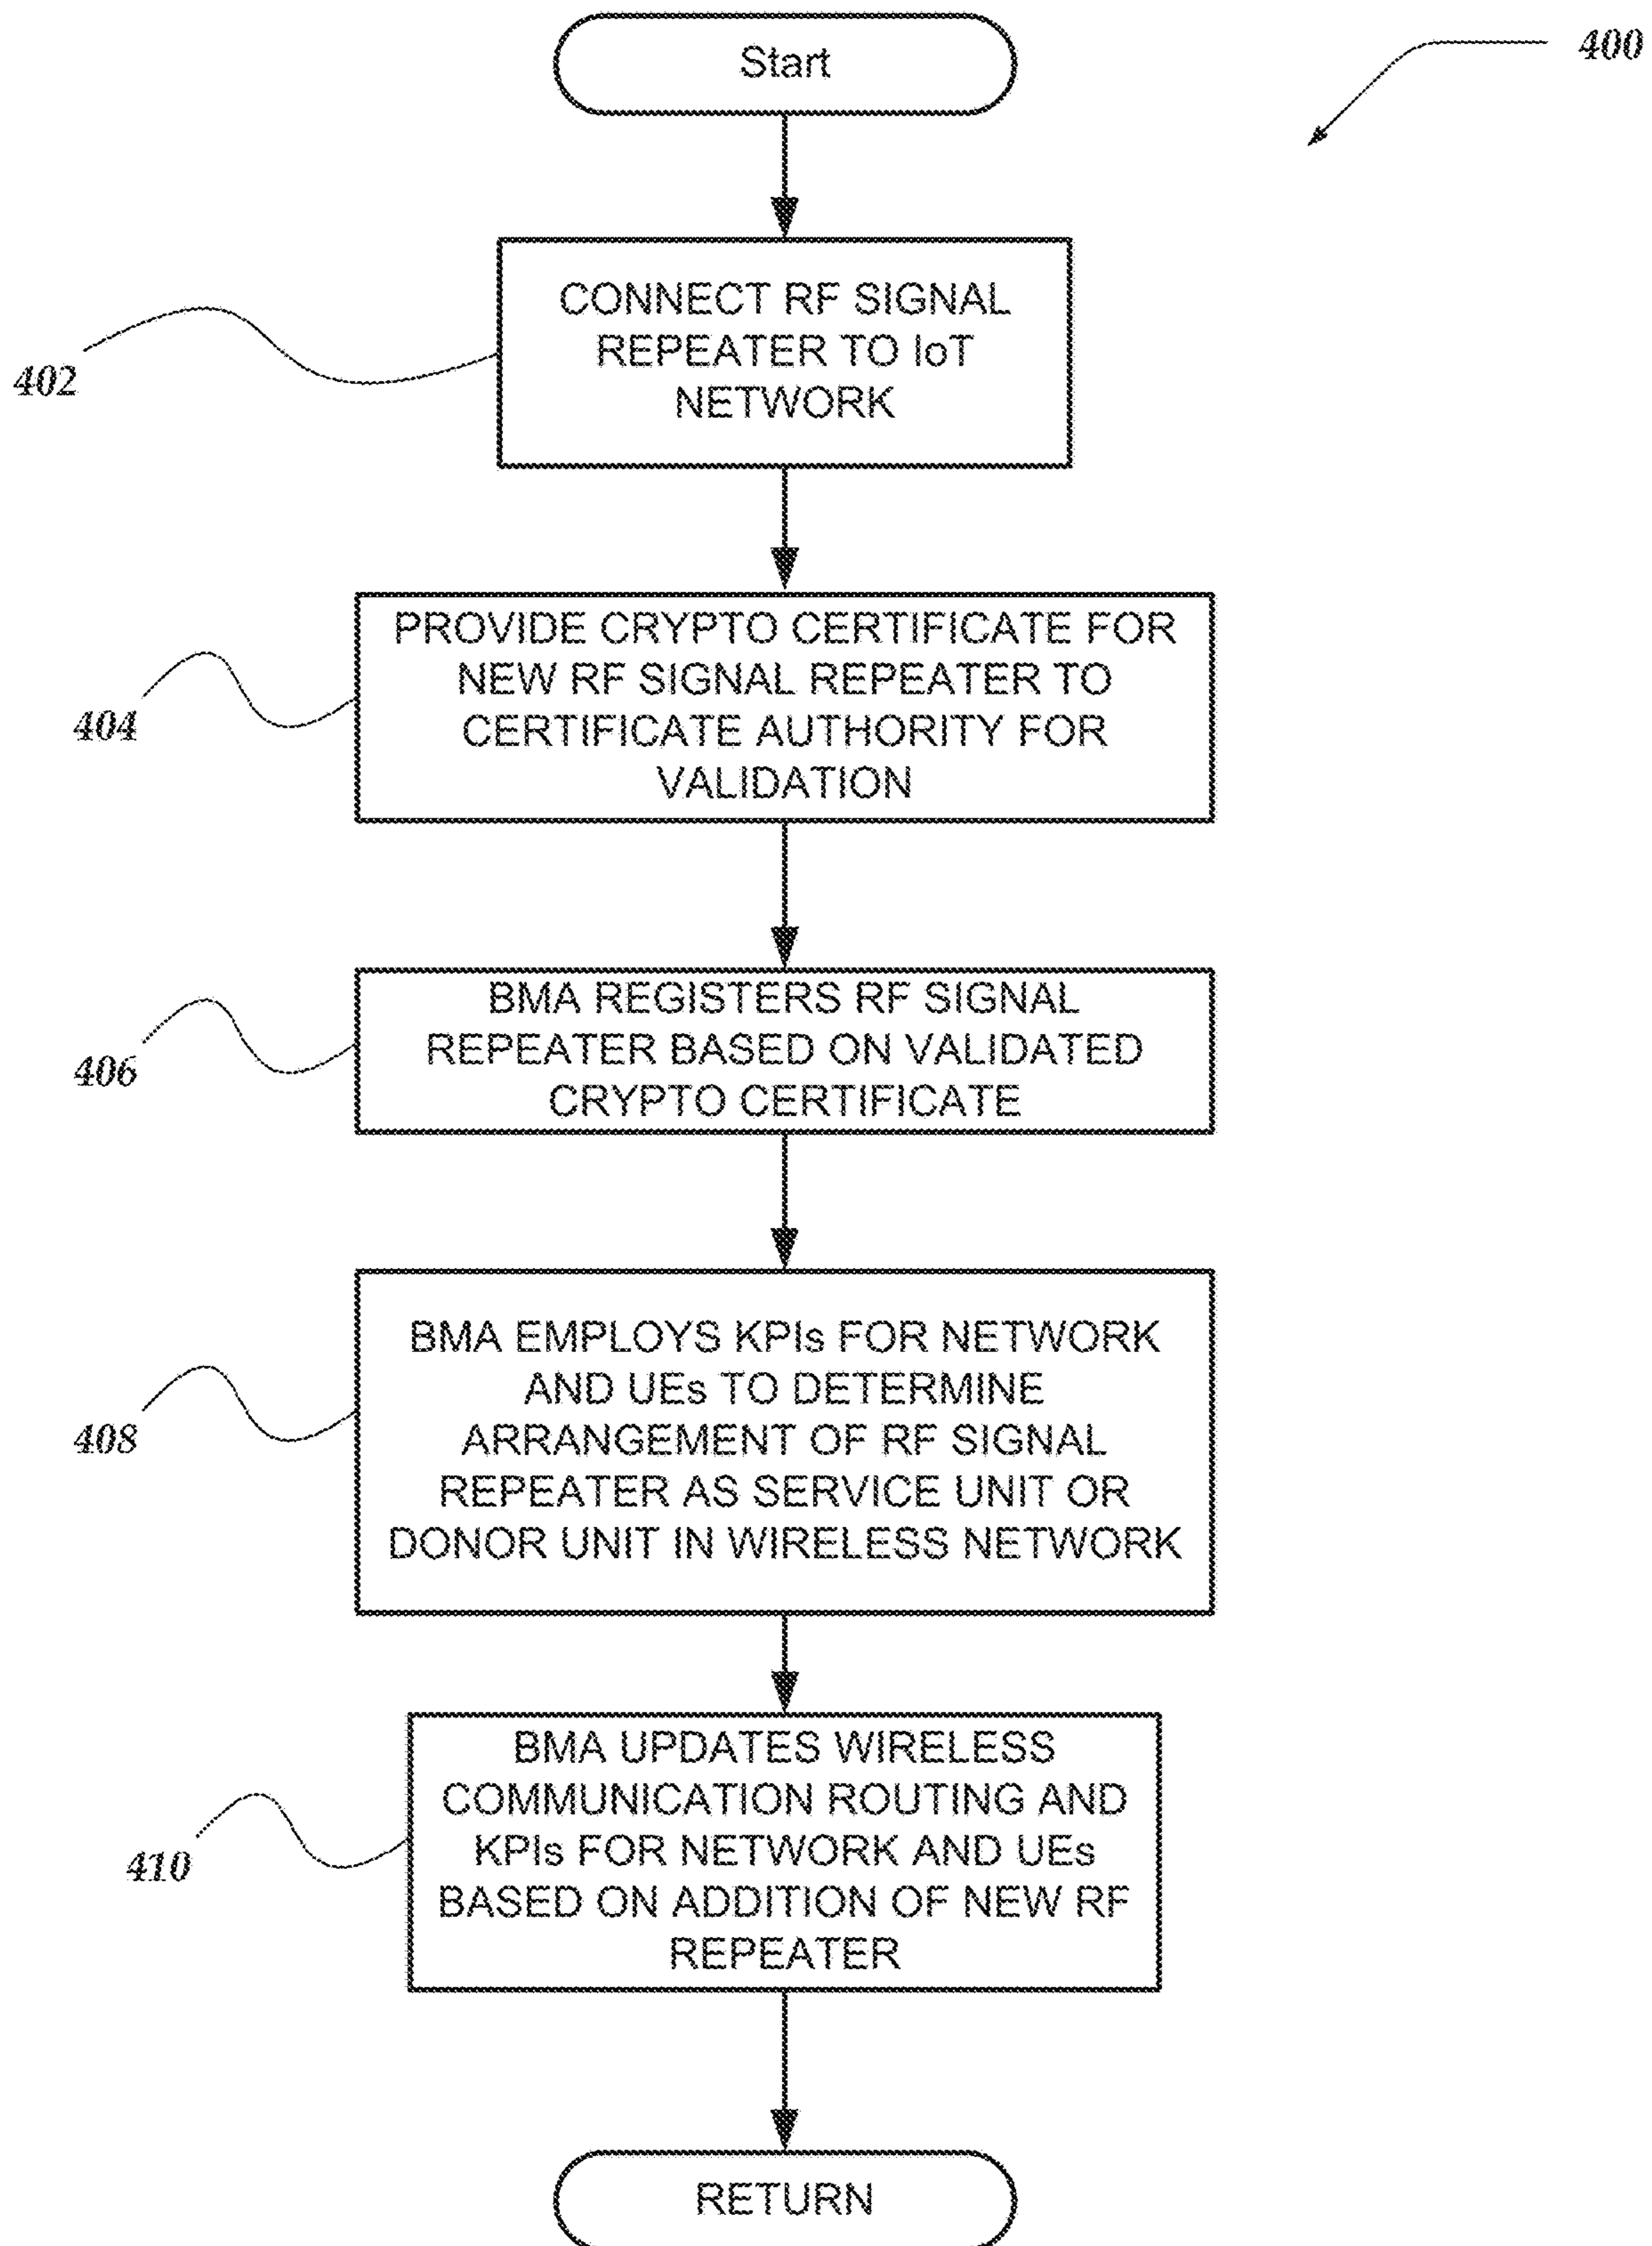 Start
400
CONNECT RF SIGNAL
REPEATER TO IoT
NETWORK
402
PROVIDE CRYPTO CERTIFICATE FOR
NEW RF SIGNAL REPEATER TO
CERTIFICATE AUTHORITY FOR
VALIDATION
404
BMA REGISTERS RF SIGNAL
REPEATER BASED ON VALIDATED
CRYPTO CERTIFICATE
406
BMA EMPLOYS KPIs FOR NETWORK
AND UEs TO DETERMINE
ARRANGEMENT OF RF SIGNAL
REPEATER AS SERVICE UNIT OR
DONOR UNIT IN WIRELESS NETWORK
408
BMA UPDATES WIRELESS
COMMUNICATION ROUTING AND
KPIs FOR NETWORK AND UEs
BASED ON ADDITION OF NEW RF
REPEATER
410
RETURN